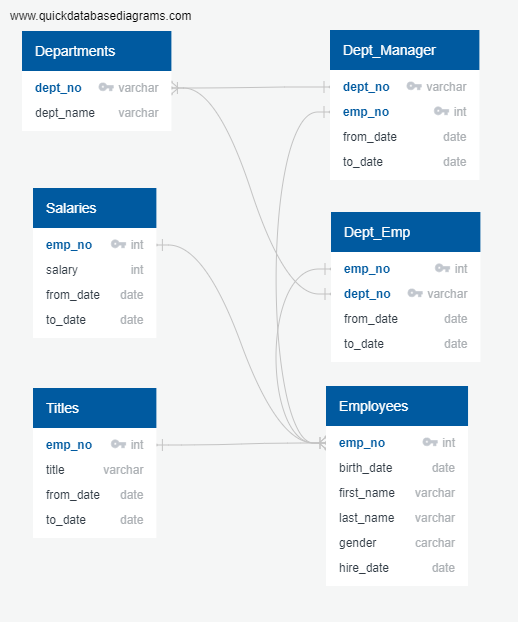 www.quickdatabasediagrams.com
Departments
dept_no varchar
dept_name varchar
Dept_Manager
dept_no varchar
emp_no int
from_date date
to_date date
Salaries
emp_no int
salary int
from_date date
to_date date
Dept_Emp
emp_no int
dept_no varchar
from_date date
to_date date
Titles
emp_no int
title varchar
from_date date
to_date date
Employees
emp_no int
birth_date date
first_name varchar
last_name varchar
gender carchar
hire_date date